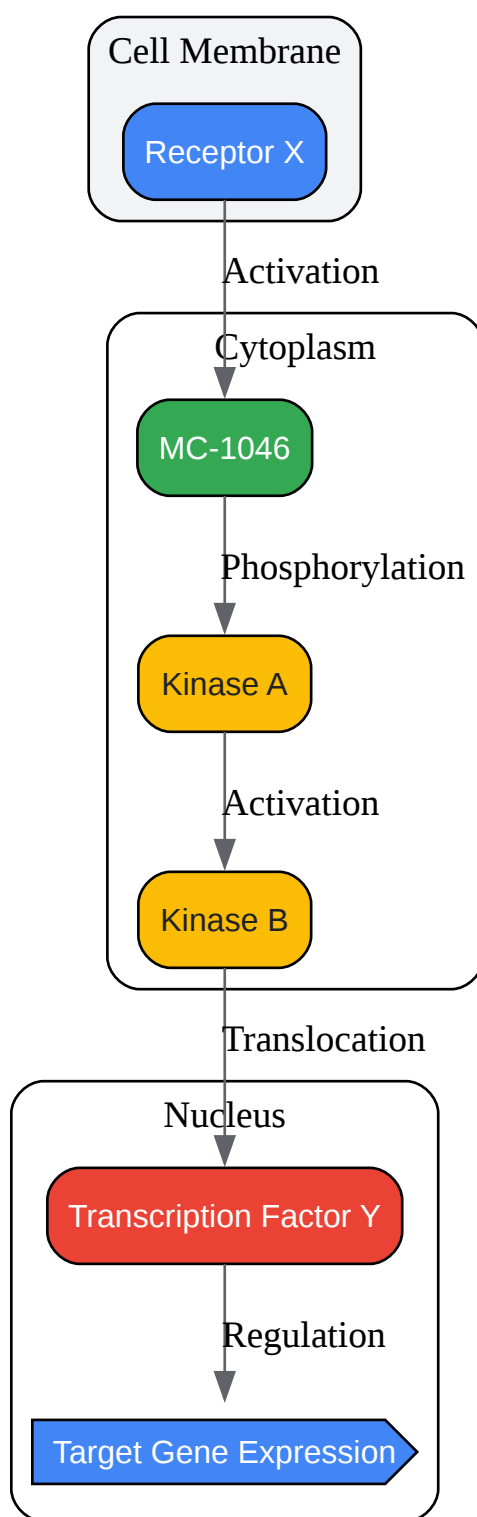 Cell Membrane
Receptor X
Activation
Cytoplasm
MC-1046
Phosphorylation
Kinase A
Activation
Kinase B
Translocation
Nucleus
Transcription Factor Y
Regulation
Target Gene Expression